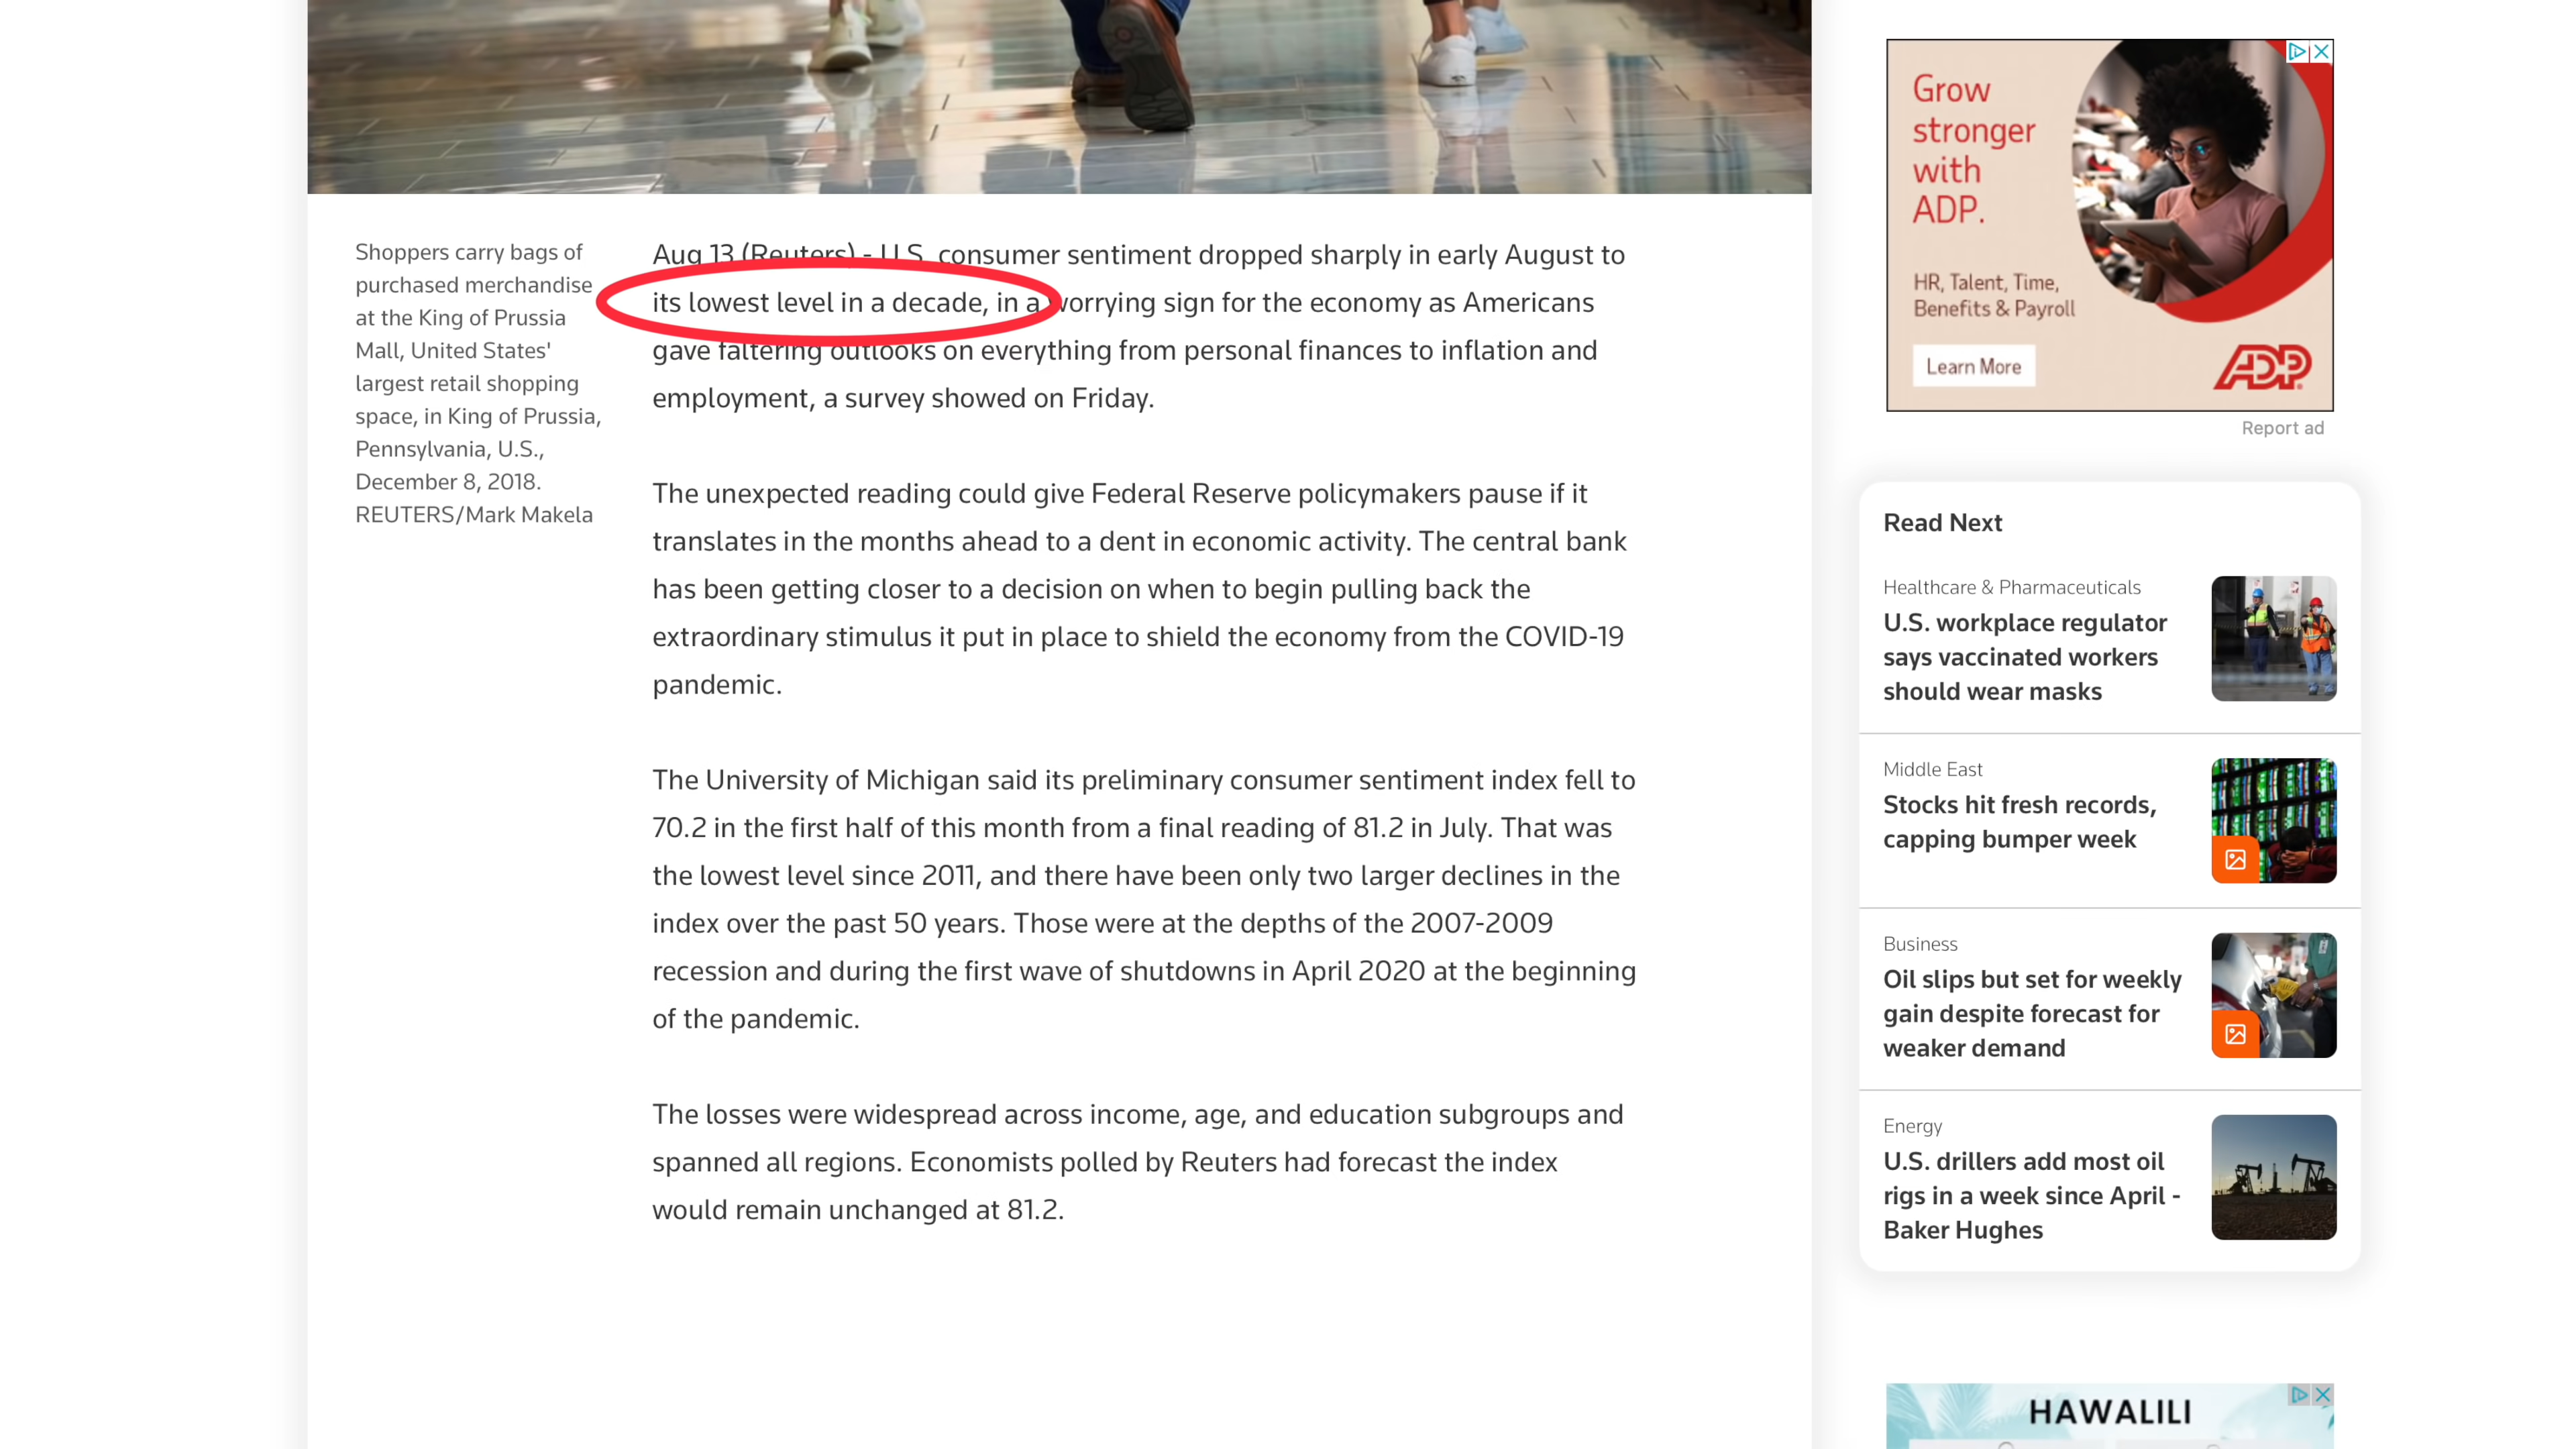 Shoppers carry bags of
purchased merchandise
at the King of Prussia
Mall, United States'
largest retail shopping
space, in King of Prussia,
Pennsylvania, U.S.,
December 8, 2018.
REUTERS/Mark Makela
Aug 13 (Reuters) - U.S. consumer sentiment dropped sharply in early August to
its lowest level in a decade, in a worrying sign for the economy as Americans
gave faltering outlooks on everything from personal finances to inflation and
employment, a survey showed on Friday.
The unexpected reading could give Federal Reserve policymakers pause if it
translates in the months ahead to a dent in economic activity. The central bank
has been getting closer to a decision on when to begin pulling back the
extraordinary stimulus it put in place to shield the economy from the COVID-19
pandemic.
The University of Michigan said its preliminary consumer sentiment index fell to
70.2 in the first half of this month from a final reading of 81.2 in July. That was
the lowest level since 2011, and there have been only two larger declines in the
index over the past 50 years. Those were at the depths of the 2007-2009
recession and during the first wave of shutdowns in April 2020 at the beginning
of the pandemic.
The losses were widespread across income, age, and education subgroups and
spanned all regions. Economists polled by Reuters had forecast the index
would remain unchanged at 81.2.
Grow
stronger
with
ADP.
HR, Talent, Time,
Benefits & Payroll
Learn More
ADP
Report ad
Read Next
Healthcare & Pharmaceuticals
U.S. workplace regulator
says vaccinated workers
should wear masks
Middle East
Stocks hit fresh records,
capping bumper week
Business
Oil slips but set for weekly
gain despite forecast for
weaker demand
Energy
U.S. drillers add most oil
rigs in a week since April -
Baker Hughes
HAWALILI